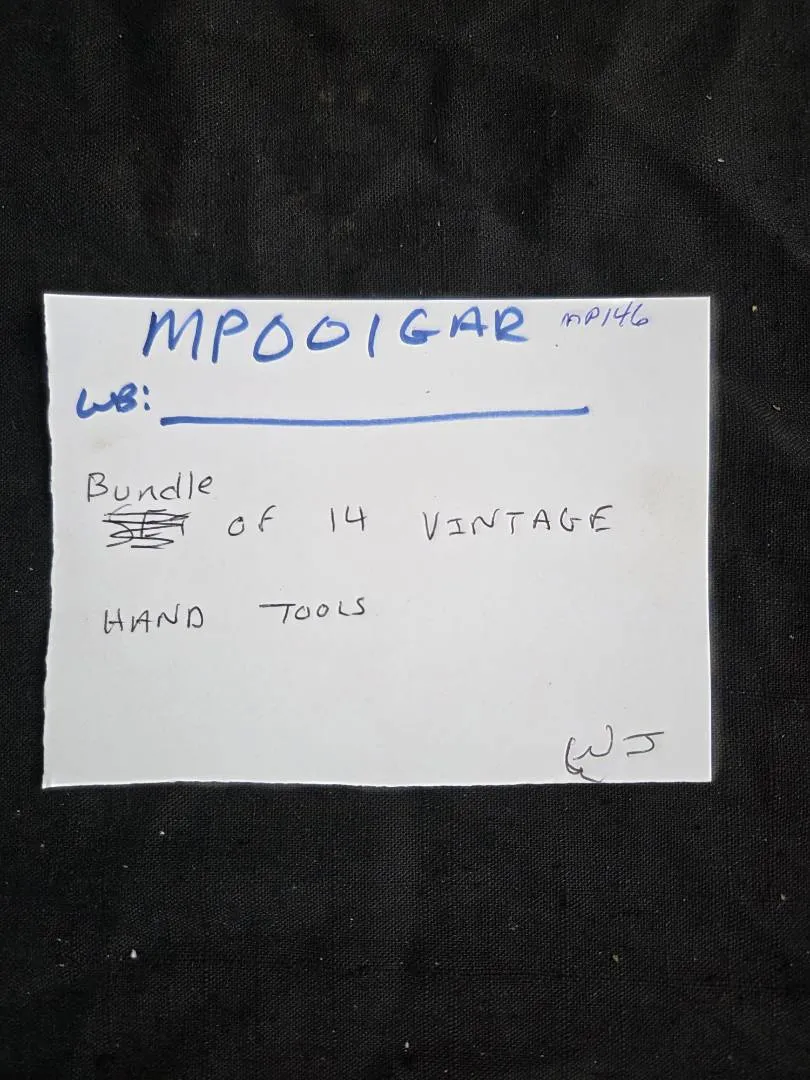 MP001GAR MP146
WB:
Bundle
OF 14 VINTAGE
HAND TOOLS
WJ